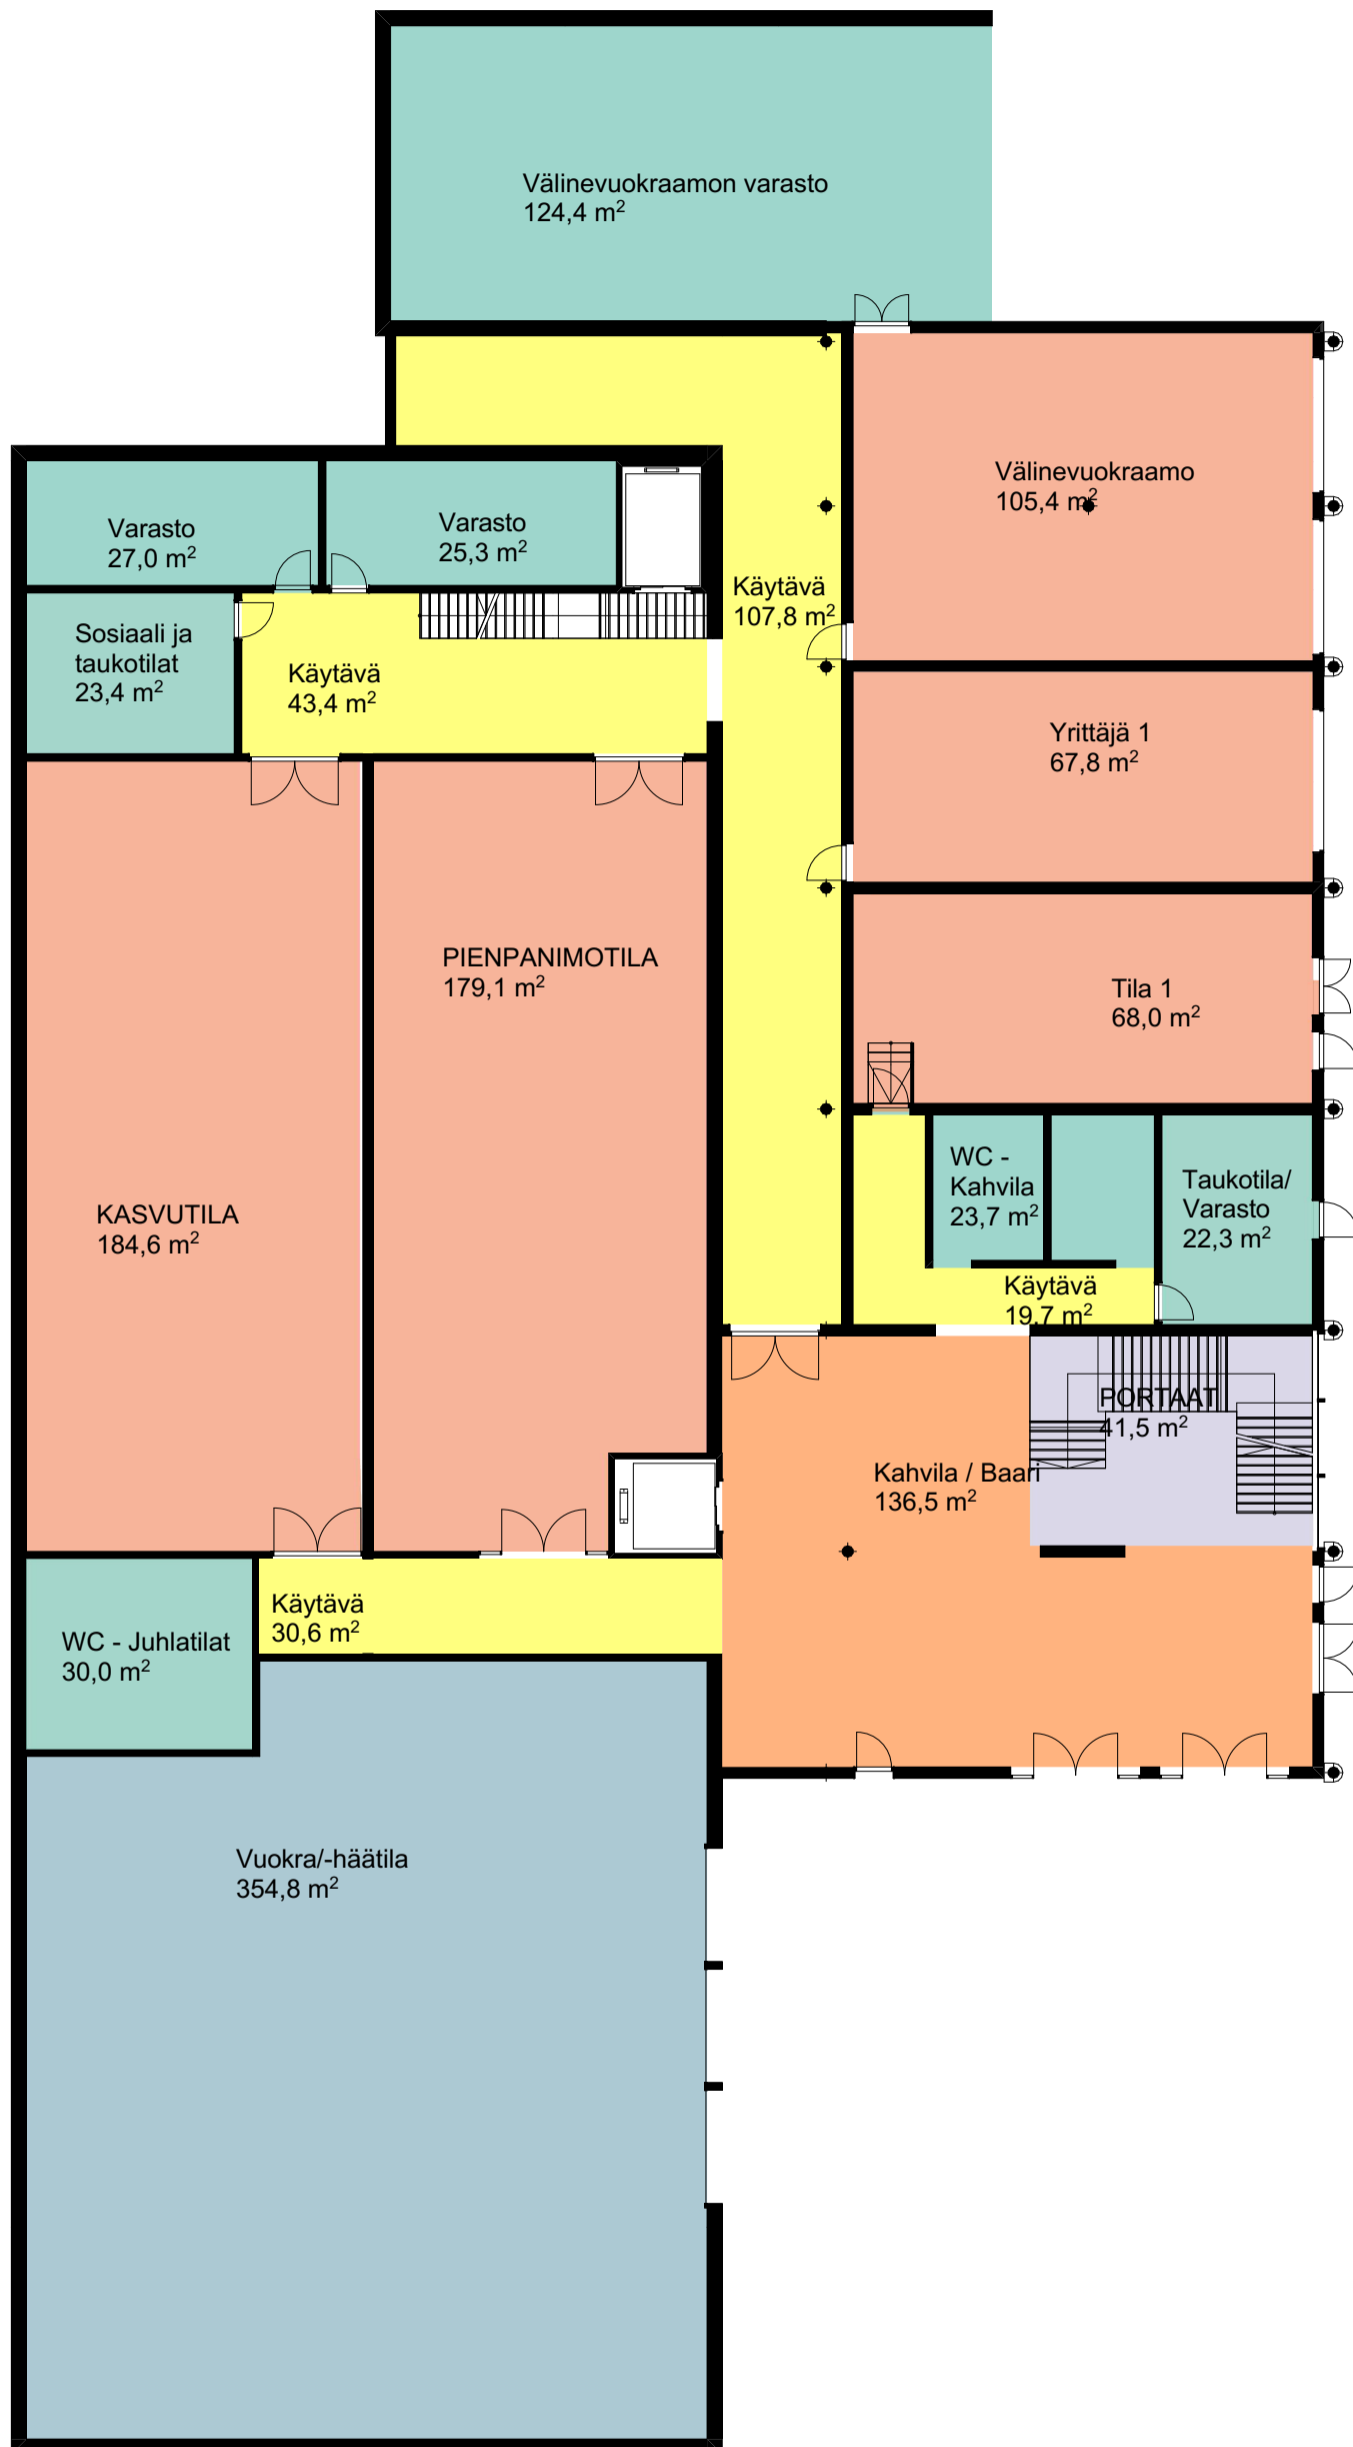 Välinevuokraamon varasto
124,4 m²
Välinevuokraamo
105,4 m²
Varasto
27,0 m²
Varasto
25,3 m²
Käytävä
107,8 m²
Sosiaali ja
taukotilat
23,4 m²
Käytävä
43,4 m²
Yrittäjä 1
67,8 m²
PIENPANIMOTILA
179,1 m²
Tila 1
68,0 m²
KASVUTILA
184,6 m²
WC -
Kahvila
23,7 m²
Taukotila/
Varasto
22,3 m²
Käytävä
19,7 m²
PORTAAT
41,5 m²
Kahvila / Baari
136,5 m²
Käytävä
30,6 m²
WC - Juhlatilat
30,0 m²
Vuokra/-häätila
354,8 m²